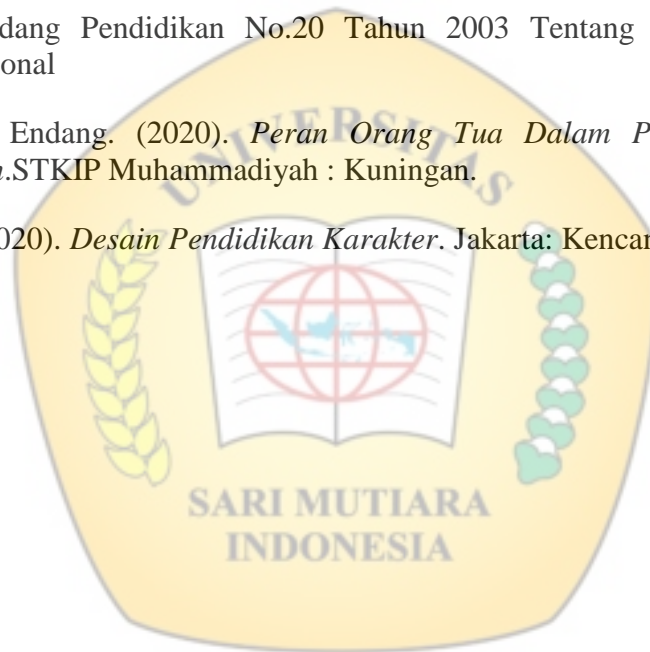 dang Pendidikan No.20 Tahun 2003 Tentang
onal
Endang. (2020). Peran Orang Tua Dalam P
.STKIP Muhammadiyah : Kuningan.
020). Desain Pendidikan Karakter. Jakarta: Kencan
UNIVERSITAS
SARI MUTIARA
INDONESIA